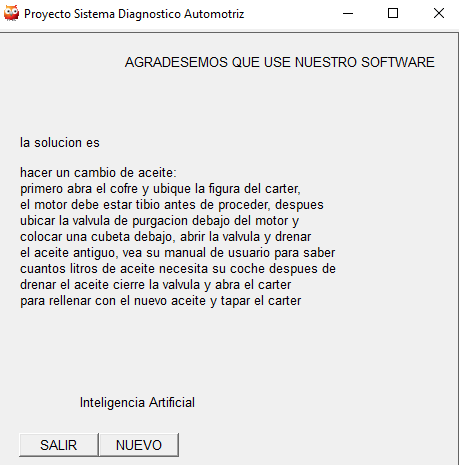 Proyecto Sistema Diagnostico Automotriz
AGRADESEMOS QUE USE NUESTRO SOFTWARE
la solucion es
hacer un cambio de aceite:
primero abra el cofre y ubique la figura del carter,
el motor debe estar tibio antes de proceder, despues
ubicar la valvula de purgacion debajo del motor y
colocar una cubeta debajo, abrir la valvula y drenar
el aceite antiguo, vea su manual de usuario para saber
cuantos litros de aceite necesita su coche despues de
drenar el aceite cierre la valvula y abra el carter
para rellenar con el nuevo aceite y tapar el carter
Inteligencia Artificial
SALIR NUEVO